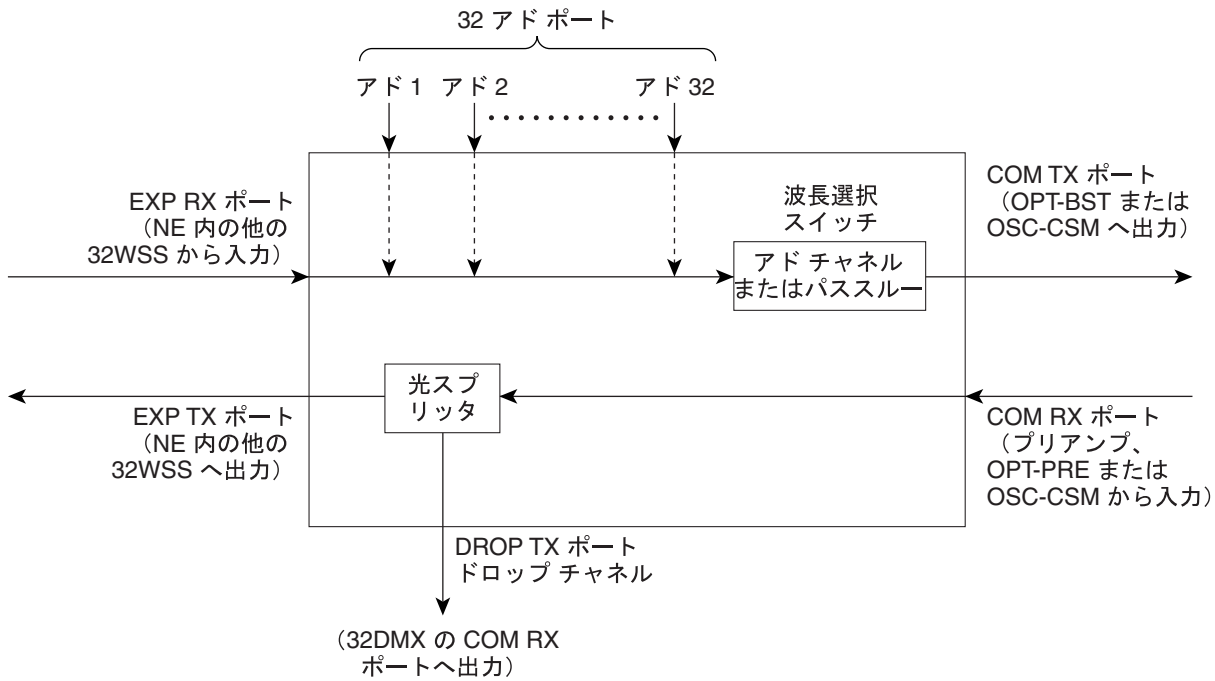 32 アド ポート
アド 1
アド 2
アド 32
EXP RX ポート
（NE 内の他の
32WSS から入力）
波長選択
スイッチ
アド チャネル
またはパススルー
COM TX ポート
（OPT-BST または
OSC-CSM へ出力）
光スプ
リッタ
EXP TX ポート
（NE 内の他の
32WSS へ出力）
COM RX ポート
（プリアンプ、
OPT-PRE または
OSC-CSM から入力）
DROP TX ポート
ドロップ チャネル
（32DMX の COM RX
ポートへ出力）